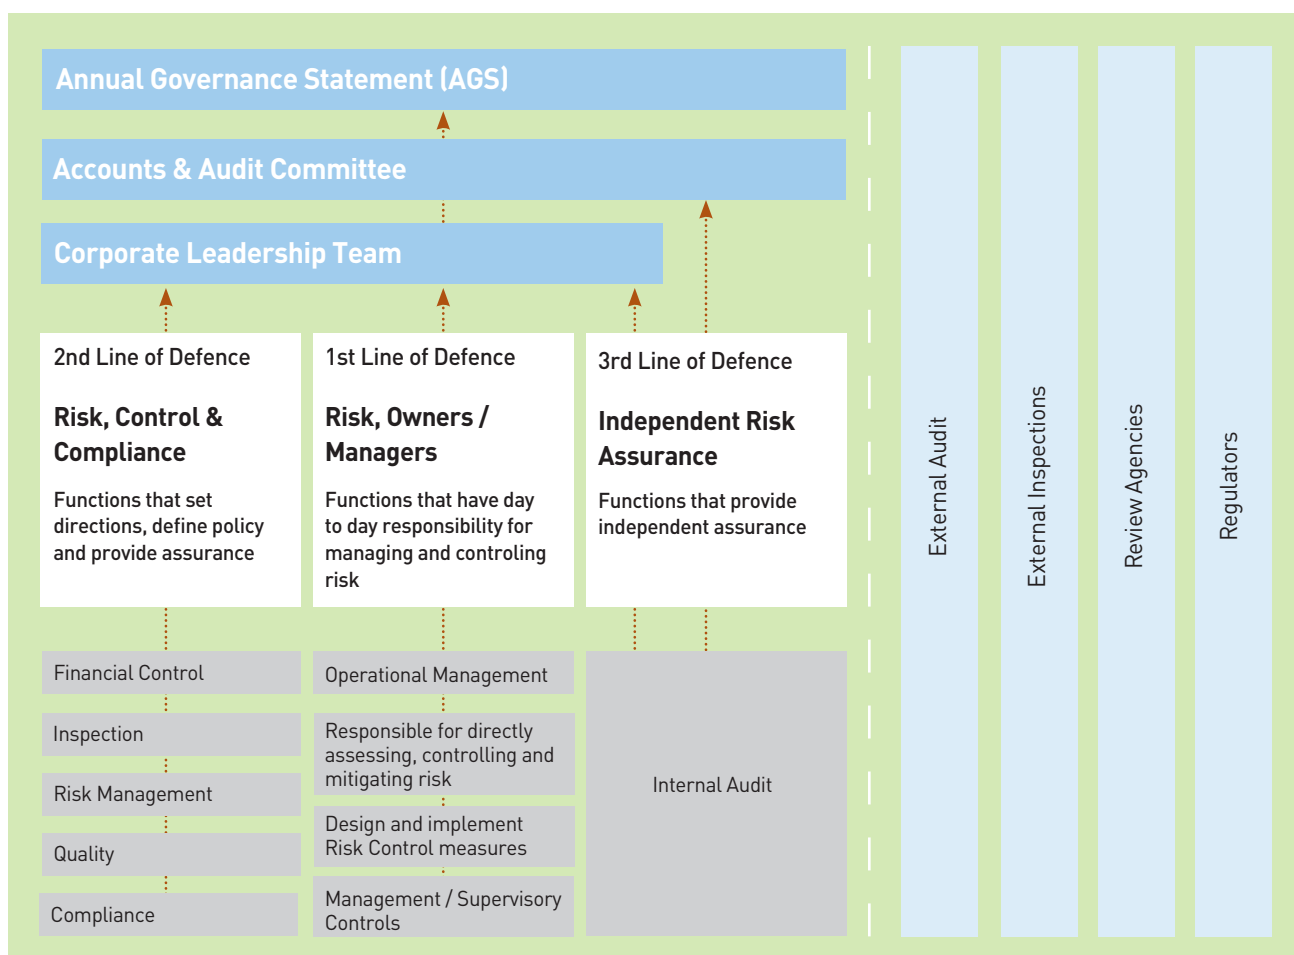 Annual Governance Statement (AGS)
Accounts & Audit Committee
Corporate Leadership Team
2nd Line of Defence
Risk, Control &
Compliance
Functions that set
directions, define policy
and provide assurance
1st Line of Defence
Risk, Owners /
Managers
Functions that have day
to day responsibility for
managing and controling
risk
3rd Line of Defence
Independent Risk
Assurance
Functions that provide
independent assurance
Financial Control
Inspection
Risk Management
Quality
Compliance
Operational Management
Responsible for directly
assessing, controlling and
mitigating risk
Design and implement
Risk Control measures
Management / Supervisory
Controls
Internal Audit
External Audit
External Inspections
Review Agencies
Regulators